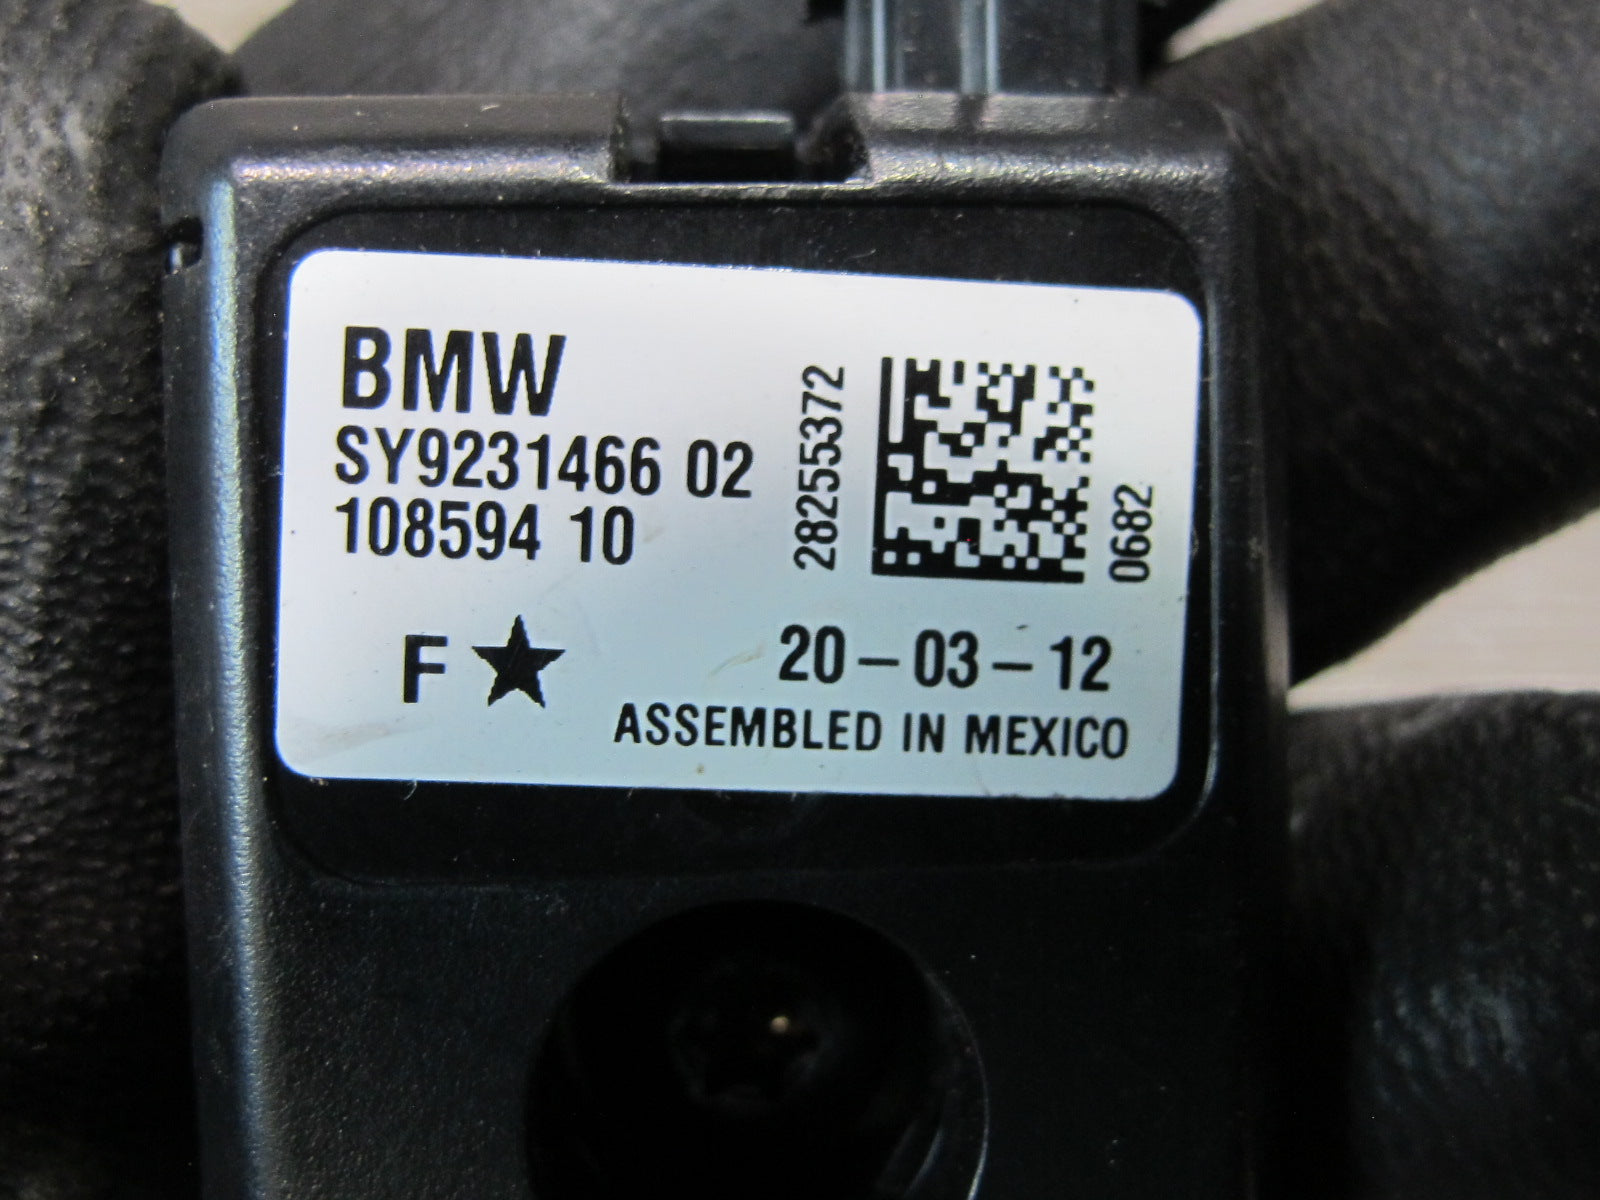 BMW
SY9231466 02
108594 10
28255372
0682
F★
20-03-12
ASSEMBLED IN MEXICO